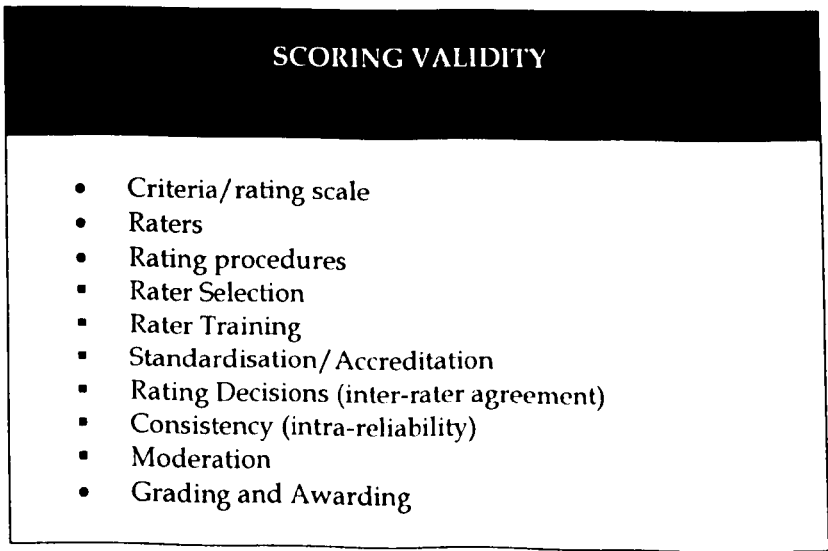 SCORING VALIDITY
• Criteria/rating scale
• Raters
• Rating procedures
▪ Rater Selection
▪ Rater Training
▪ Standardisation/Accreditation
▪ Rating Decisions (inter-rater agreement)
▪ Consistency (intra-reliability)
▪ Moderation
• Grading and Awarding